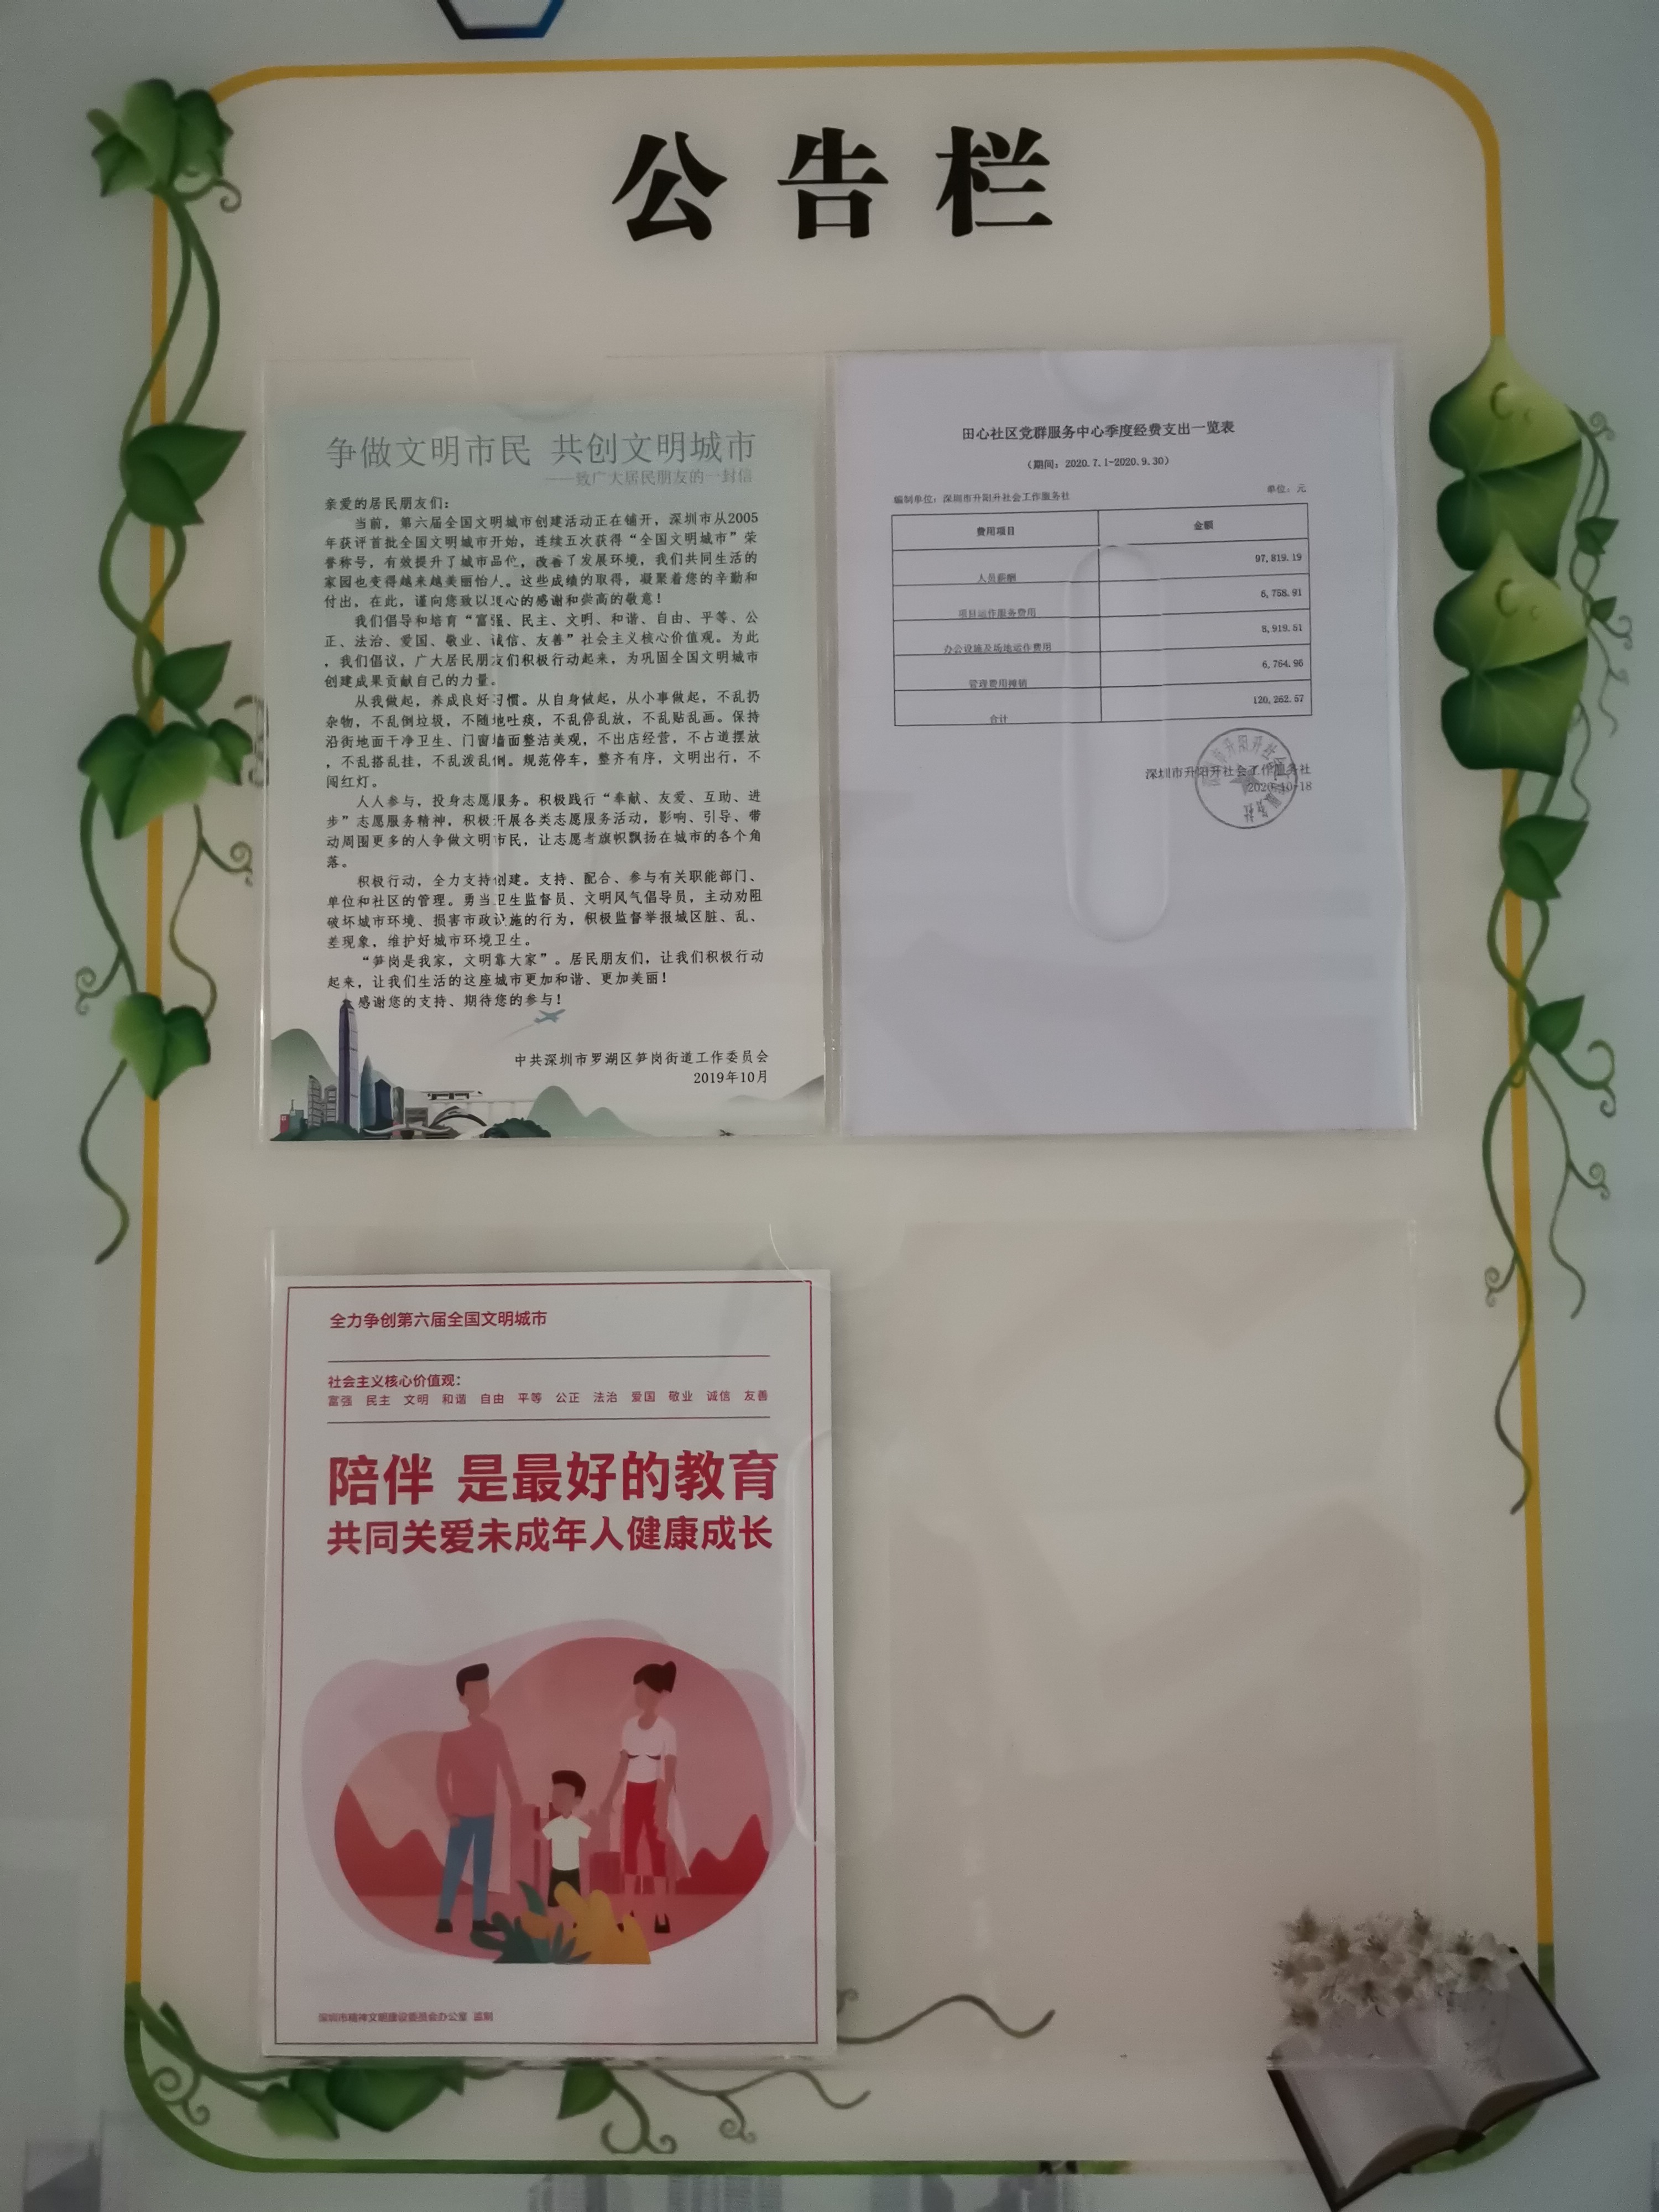 公告栏
争做文明市民 共创文明城市
——致广大居民朋友的一封信
亲爱的居民朋友们：
当前，第六届全国文明城市创建活动正在铺开，深圳市从2005
年获评首批全国文明城市开始，连续五次获得“全国文明城市”荣
誉称号，有效提升了城市品位，改善了发展环境，我们共同生活的
家园也变得越来越美丽怡人。这些成绩的取得，凝聚着您的辛勤和
付出，在此，谨向您致以衷心的感谢和崇高的敬意！
我们倡导和培育“富强、民主、文明、和谐、自由、平等、公
正、法治、爱国、敬业、诚信、友善”社会主义核心价值观。为此
，我们倡议，广大居民朋友们积极行动起来，为巩固全国文明城市
创建成果贡献自己的力量。
从我做起，养成良好习惯。从自身做起，从小事做起，不乱扔
杂物，不乱倒垃圾，不随地吐痰，不乱停乱放，不乱贴乱画。保持
沿街地面干净卫生、门窗墙面整洁美观，不出店经营，不占道摆放
，不乱搭乱挂，不乱泼乱倒。规范停车，整齐有序，文明出行，不
闯红灯。
人人参与，投身志愿服务。积极践行“奉献、友爱、互助、进
步”志愿服务精神，积极开展各类志愿服务活动，影响、引导、带
动周围更多的人争做文明市民，让志愿者旗帜飘扬在城市的各个角
落。
积极行动，全力支持创建。支持、配合、参与有关职能部门、
单位和社区的管理。勇当卫生监督员、文明风气倡导员，主动劝阻
破坏城市环境、损害市政设施的行为，积极监督举报城区脏、乱、
差现象，维护好城市环境卫生。
“笋岗是我家，文明靠大家”。居民朋友们，让我们积极行动
起来，让我们生活的这座城市更加和谐、更加美丽！
感谢您的支持、期待您的参与！
中共深圳市罗湖区笋岗街道工作委员会
2019年10月
田心社区党群服务中心季度经费支出一览表
（期间：2020.7.1-2020.9.30）
编制单位：深圳市升阳升社会工作服务社 单位：元
费用项目 金额
人员薪酬 97,819.19
项目运作服务费用 6,758.91
办公设施及场地运作费用 8,919.51
管理费用摊销 6,764.96
合计 120,262.57
深圳市升阳升社会工作服务社
2020-10-18
全力争创第六届全国文明城市
社会主义核心价值观：
富强 民主 文明 和谐 自由 平等 公正 法治 爱国 敬业 诚信 友善
陪伴 是最好的教育
共同关爱未成年人健康成长
深圳市精神文明建设委员会办公室 监制